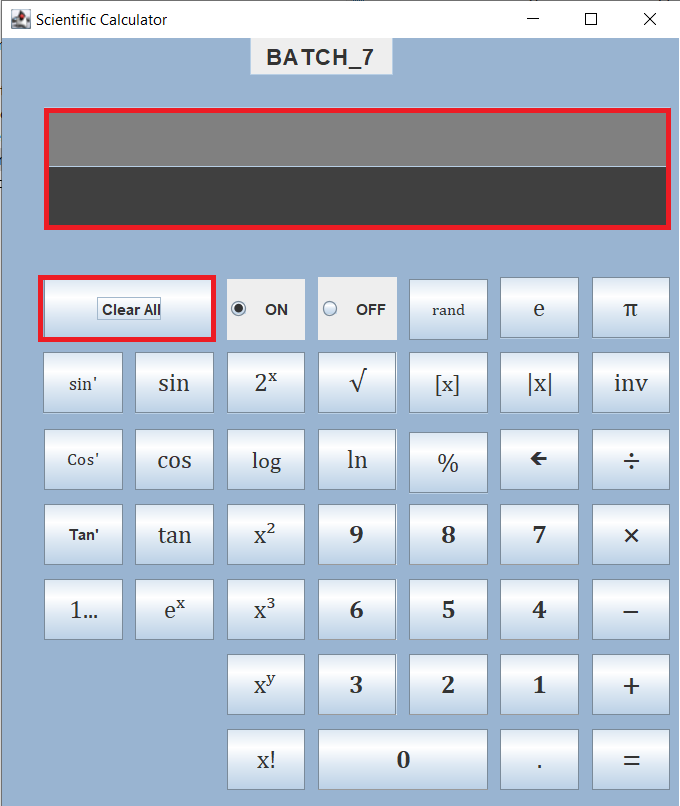 Scientific Calculator
BATCH_7
Clear All ON OFF rand e π
sin' sin 2ˣ √ [x] |x| inv
Cos' cos log ln % 🡸 ÷
Tan' tan x² 9 8 7 ×
1... eˣ x³ 6 5 4 −
xʸ 3 2 1 +
x! 0 . =